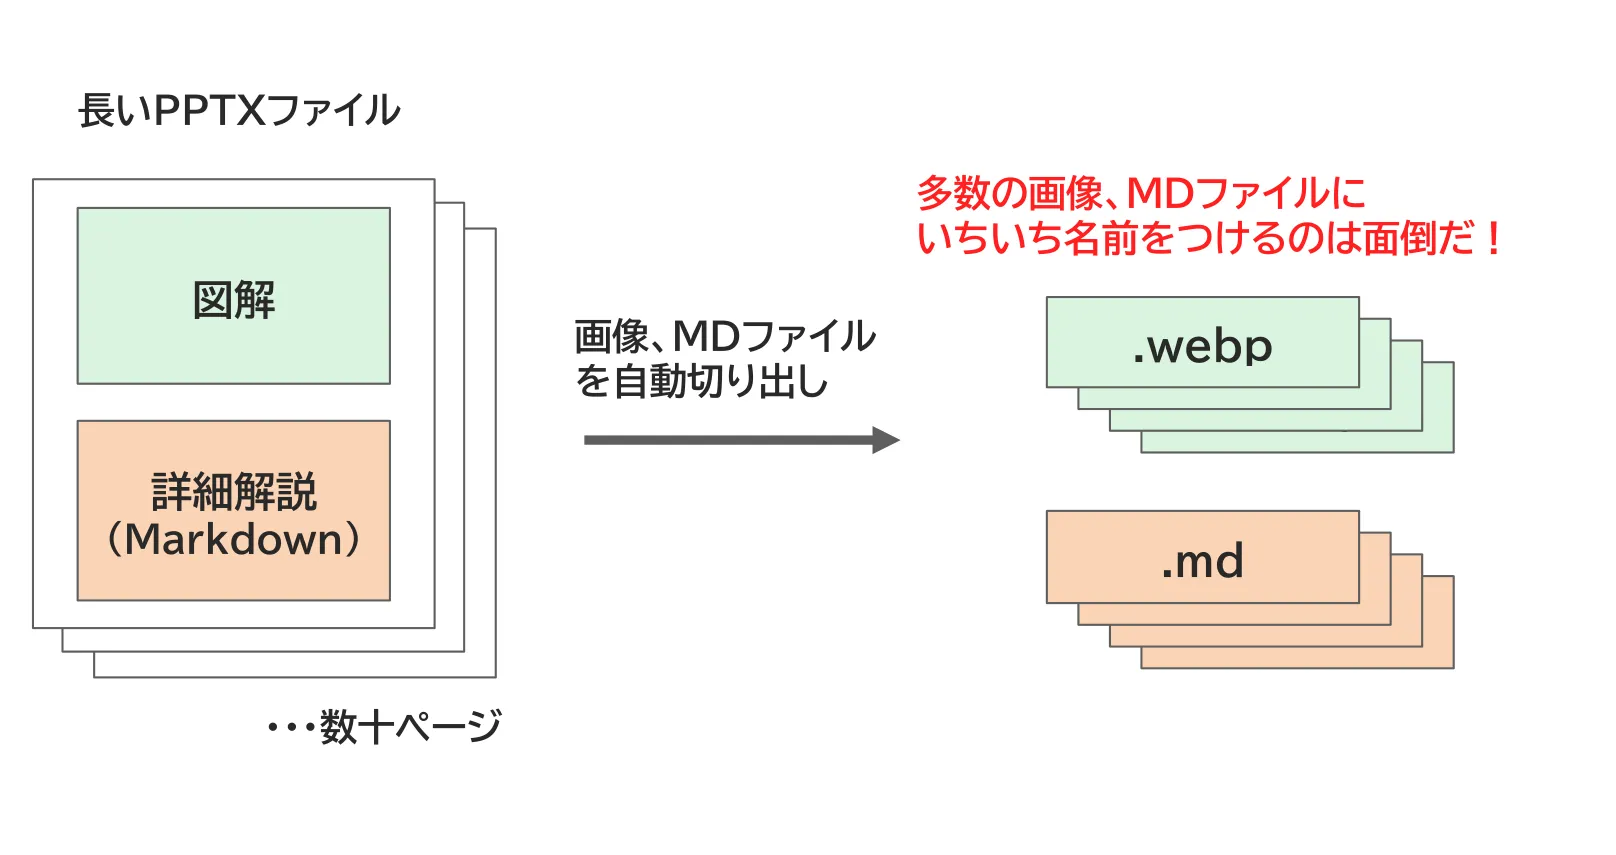 長いPPTXファイル
図解
詳細解説
（Markdown）
・・・数十ページ
画像、MDファイル
を自動切り出し
多数の画像、MDファイルに
いちいち名前をつけるのは面倒だ！
.webp
.md